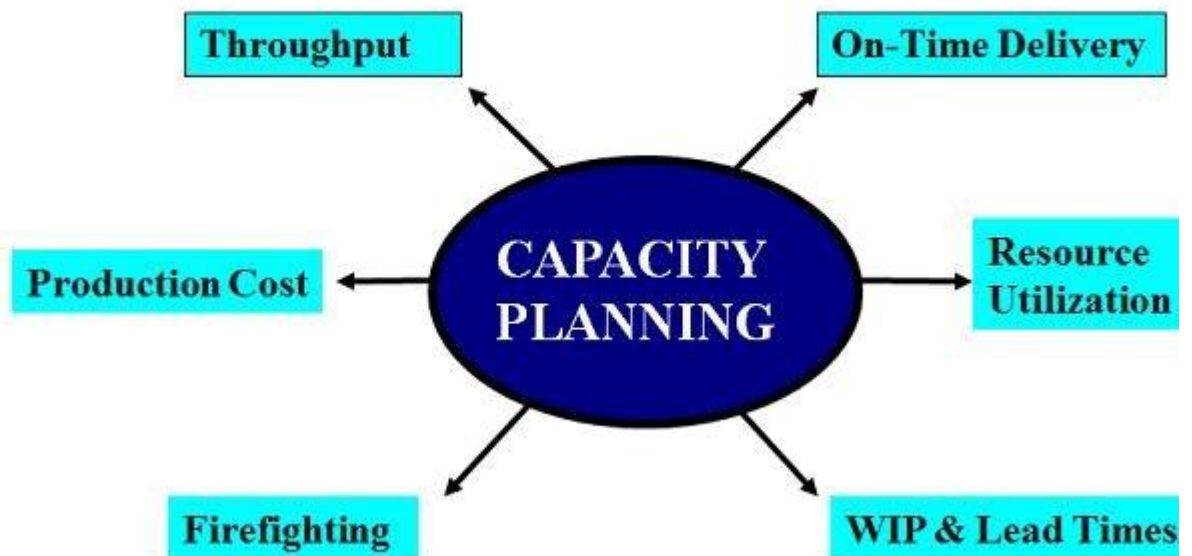 Throughput
On-Time Delivery
CAPACITY
PLANNING
Production Cost
Resource
Utilization
Firefighting
WIP & Lead Times